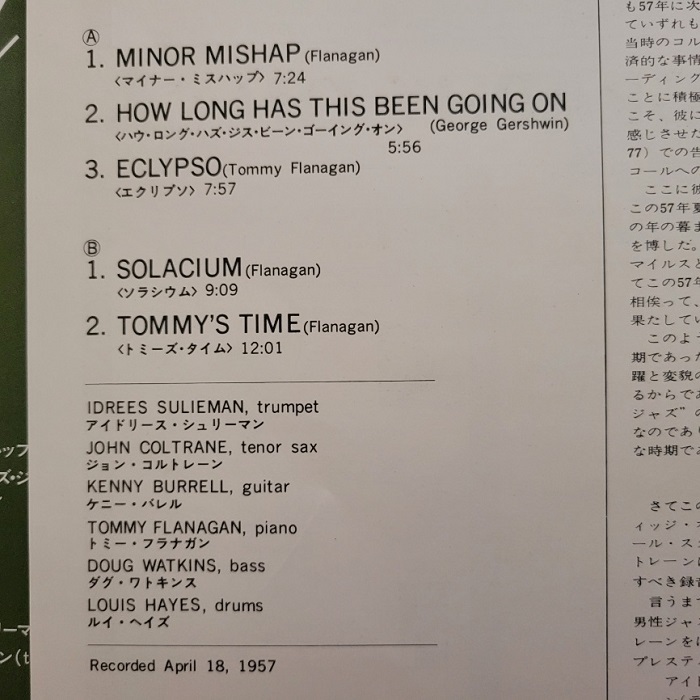 Ⓐ
1. MINOR MISHAP (Flanagan)
〈マイナー・ミスハップ〉 7:24
2. HOW LONG HAS THIS BEEN GOING ON
〈ハウ・ロング・ハズ・ジス・ビーン・ゴーイング・オン〉 (George Gershwin)
5:56
3. ECLYPSO (Tommy Flanagan)
〈エクリプソ〉 7:57
Ⓑ
1. SOLACIUM (Flanagan)
〈ソラシウム〉 9:09
2. TOMMY'S TIME (Flanagan)
〈トミーズ・タイム〉 12:01
IDREES SULIEMAN, trumpet
アイドリース・シュリーマン
JOHN COLTRANE, tenor sax
ジョン・コルトレーン
KENNY BURRELL, guitar
ケニー・バレル
TOMMY FLANAGAN, piano
トミー・フラナガン
DOUG WATKINS, bass
ダグ・ワトキンス
LOUIS HAYES, drums
ルイ・ヘイズ
Recorded April 18, 1957
も57年に次
ていずれも
当時のコル
済的な事情
ーディング
ことに積極
こそ、彼に
感じさせた
77）での告
コールへの
ここに彼
この57年夏
の年の暮ま
を博した。
マイルスと
てこの57年
相俟って、
果たしてい
このよう
期であった
躍と変貌の
るからであ
ジャズ”の
なのであり
な時期であ
さてこの
ィッジ・
ール・スタ
トレーンに
すべき録音
言うまで
男性ジャズ
レーンをは
プレスティ
アイ